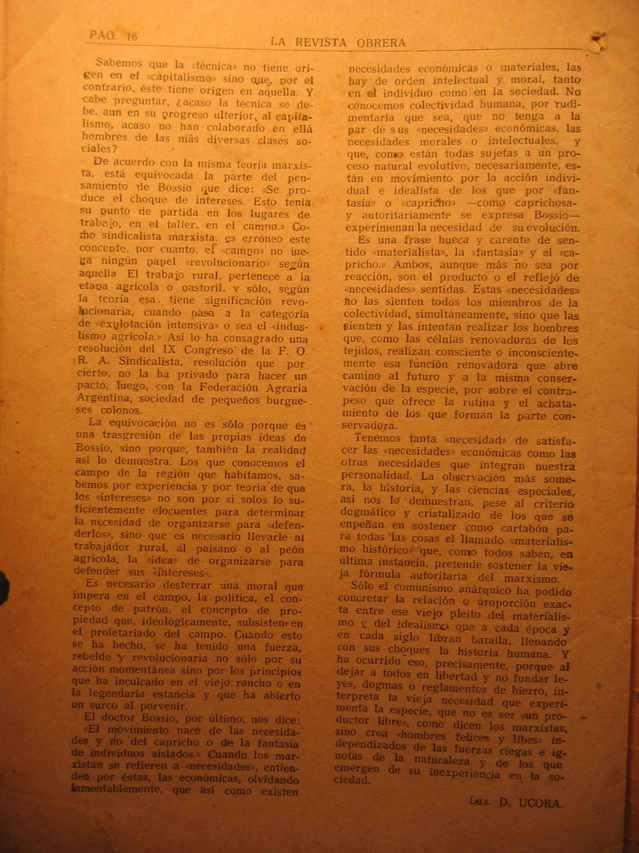 PAG. 16
LA REVISTA OBRERA
Sabemos que la «técnica» no tiene ori-
gen en el «capitalismo» sino que, por el
contrario, éste tiene origen en aquella. Y
cabe preguntar, ¿acaso la técnica se de-
be, aun en su progreso ulterior, al capita-
lismo, acaso no han colaborado en ellá
hombres de las más diversas clases so-
ciales?
De acuerdo con la misma teoría marxis-
ta, está equivocada la parte del pen-
samiento de Bossio que dice: «Se pro-
duce el choque de intereses. Esto tenía
su punto de partida en los lugares de
trabajo, en el taller, en el campo.» Co-
mo sindicalista marxista, es erróneo este
concepto, por cuanto, el «campo» no jue-
ga ningún papel «revolucionario» según
aquella. El trabajo rural, pertenece a la
etapa agrícola o pastoril, y sólo, según
la teoría esa, tiene significación revo-
lucionaria, cuando pasa a la categoría
de «explotación intensiva» o sea el «indus-
lismo agrícola.» Así lo ha consagrado una
resolución del IX Congreso de la F. O.
R. A. Sindicalista, resolución que por
cierto, no la ha privado para hacer un
pacto, luego, con la Federación Agraria
Argentina, sociedad de pequeños burgue-
ses colonos.
La equivocación no es sólo porque es
una trasgresión de las propias ideas de
Bossio, sino porque, también la realidad
así lo demuestra. Los que conocemos el
campo de la región que habitamos, sa-
bemos por experiencia y por teoría de que
los «intereses» no son por si solos lo su-
ficientemente elocuentes para determinar
la necesidad de organizarse para «defen-
derlos», sino que es necesario llevarle al
trabajador rural, al paisano o al peón
agrícola, la «idea» de organizarse para
defender sus «intereses».
Es necesario desterrar una moral que
impera en el campo, la política, el con-
cepto de patrón, el concepto de pro-
piedad que, ideológicamente, subsisten en
el proletariado del campo. Cuando esto
se ha hecho, se ha tenido una fuerza,
rebelde y revolucionaria no sólo por su
acción momentánea sino por los principios
que ha inculcado en el viejo rancho o en
la legendaria estancia y que ha abierto
un surco al porvenir.
El doctor Bossio, por último, nos dice:
«El movimiento nace de las necesida-
des y no del capricho o de la fantasía
de individuos aislados.» Cuando los mar-
xistan se refieren a «necesidades», entien-
den por éstas, las económicas, olvidando
lamentablemente, que así como existen
necesidades económicas o materiales, las
hay de orden intelectual y moral, tanto
en el individuo como en la sociedad. No
conocemos colectividad humana, por rudi-
mentaria que sea, que no tenga a la
par de sus «necesidades» económicas, las
necesidades morales o intelectuales, y
que, como están todas sujetas a un pro-
ceso natural evolutivo, necesariamente, es-
tán en movimiento por la acción indivi-
dual e idealista de los que por «fan-
tasía» o «capricho» —como caprichosa-
y autoritariamente se expresa Bossio—
experimenan la necesidad de su evolución.
Es una frase hueca y carente de sen-
tido «materialista», la «fantasía» y el «ca-
pricho.» Ambos, aunque más no sea por
reacción, son el producto o el reflejó de
«necesidades» sentidas. Estas «necesidades»
no las sienten todos los miembros de la
colectividad, simultáneamente, sino que las
sienten y las intentan realizar los hombres
que, como las células renovadoras de los
tejidos, realizan consciente o inconsciente-
mente esa función renovadora que abre
camino al futuro y a la misma conser-
vación de la especie, por sobre el contra-
peso que ofrece la rutina y el achata-
miento de los que forman la parte con-
servadora.
Tenemos tanta «necesidad» de satisfa-
cer las «necesidades» económicas como las
otras necesidades que integran nuestra
personalidad. La observación más some-
ra, la historia, y las ciencias especiales,
así nos lo demuestran, pese al criterio
dogmático y cristalizado de los que se
enpeñan en sostener como cartabón pa-
ra todas las cosas el llamado «materialis-
mo histórico» que, como todos saben, en
última instancia, pretende sostener la vie-
ja fórmula autoritaria del marxismo.
Sólo el comunismo anárquico ha podido
concretar la relación o proporción exac-
ta entre ese viejo pleito del materialis-
mo y del idealismo que a cada época y
en cada siglo libran batalla, llenando
con sus choques la historia humana. Y
ha ocurrido eso, precisamente, porque al
dejar a todos en libertad y no fundar le-
yes, dogmas o reglamentos de hierro, in-
terpreta la vieja necesidad que experi-
menta la especie, que no es ser «un pro-
ductor libre», como dicen los marxistas,
sino crea «hombres felices y libes» in-
dependizados de las fuerzas ciegas e ig-
notas de la naturaleza y de los que
emergen de su inexperiencia en la so-
ciedad.
Lux. D. UCORA.